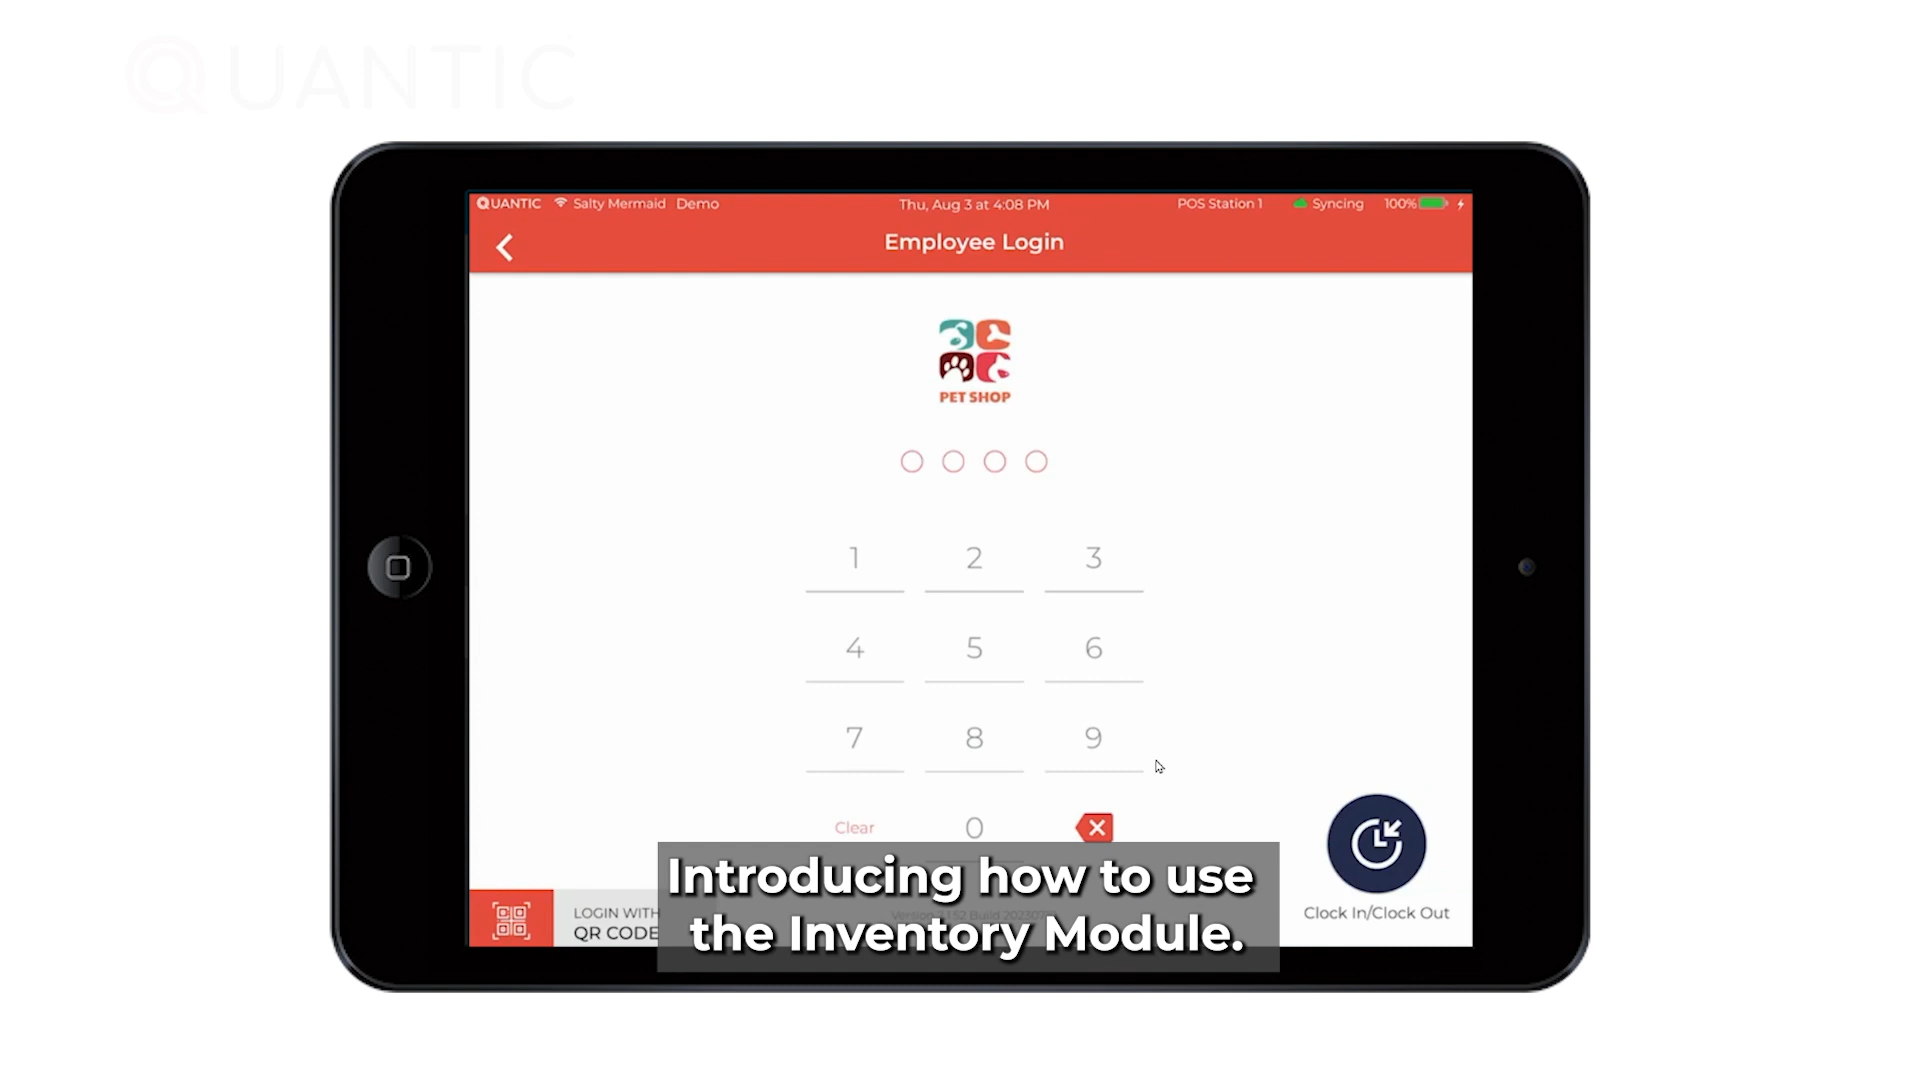 QUANTIC
QUANTIC Salty Mermaid Demo Thu, Aug 3 at 4:08 PM POS Station 1 Syncing 100%
Employee Login
PET SHOP
1 2 3
4 5 6
7 8 9
Clear 0
Introducing how to use
the Inventory Module.
LOGIN WITH
QR CODE
Clock In/Clock Out